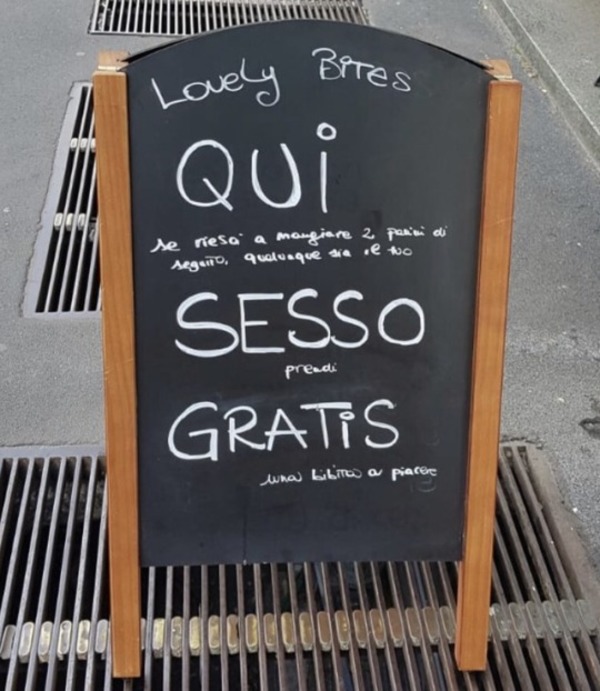 Lovely Bites
QUi
se riesci a mangiare 2 panini di
seguito, qualunque sia il tuo
SESSO
prendi
GRATiS
una bibita a piacere